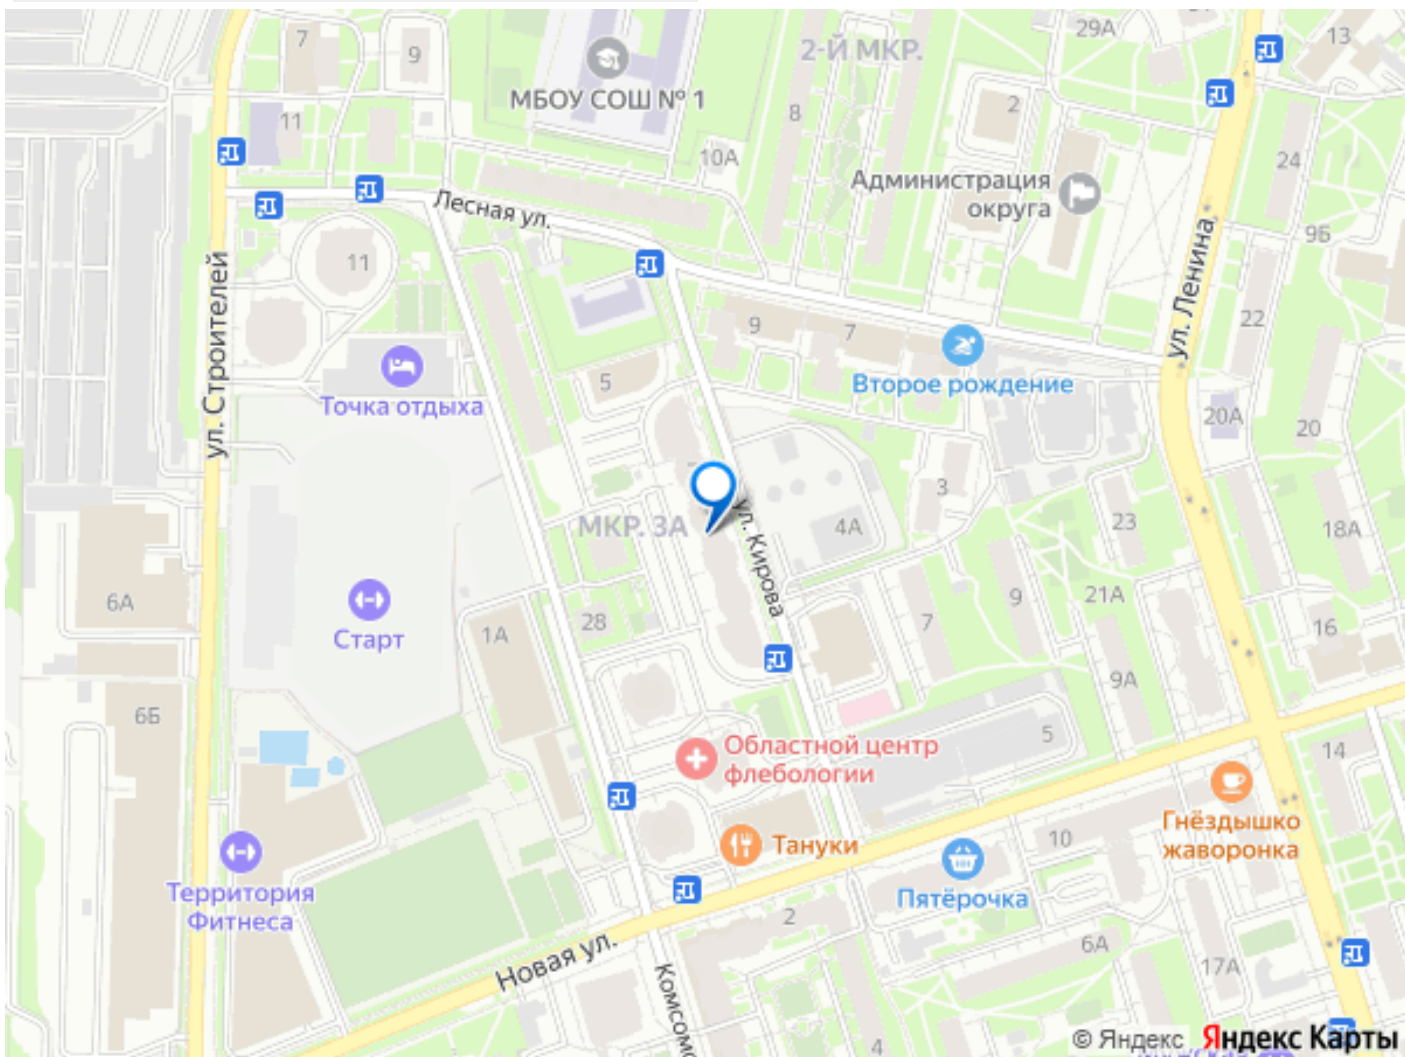 7
9
2-Й МКР.
29А
13
МБОУ СОШ № 1
8
2
11
10А
24
Администрация
округа
Лесная ул.
9Б
ул. Ленина
11
ул. Строителей
22
9
7
5
Точка отдыха
Второе рождение
20А
20
3
МКР. 3А
ул. Кирова
4А
23
18А
6А
Старт
1А
28
7
9
21А
16
9А
6Б
5
14
Областной центр
флебологии
Гнёздышко
жаворонка
Тануки
10
Территория
Фитнеса
Пятёрочка
2
Новая ул.
6А
17А
Комсом
4
© Яндекс Яндекс Карты